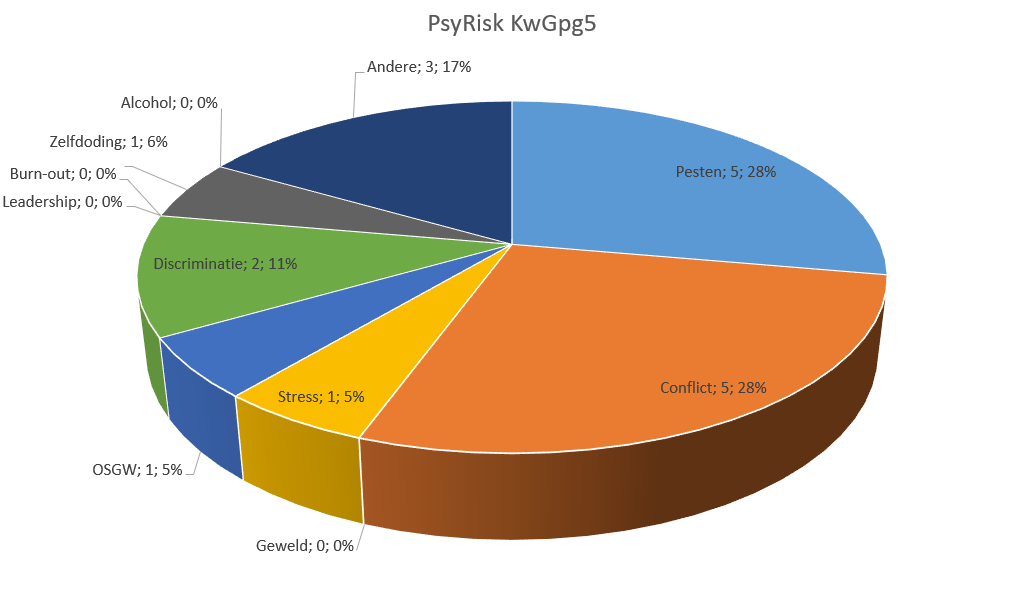 PsyRisk KwGpg5
Andere; 3; 17%
Alcohol; 0; 0%
Zelfdoding; 1; 6%
Burn-out; 0; 0%
Leadership; 0; 0%
Pesten; 5; 28%
Discriminatie; 2; 11%
Conflict; 5; 28%
Stress; 1; 5%
OSGW; 1; 5%
Geweld; 0; 0%